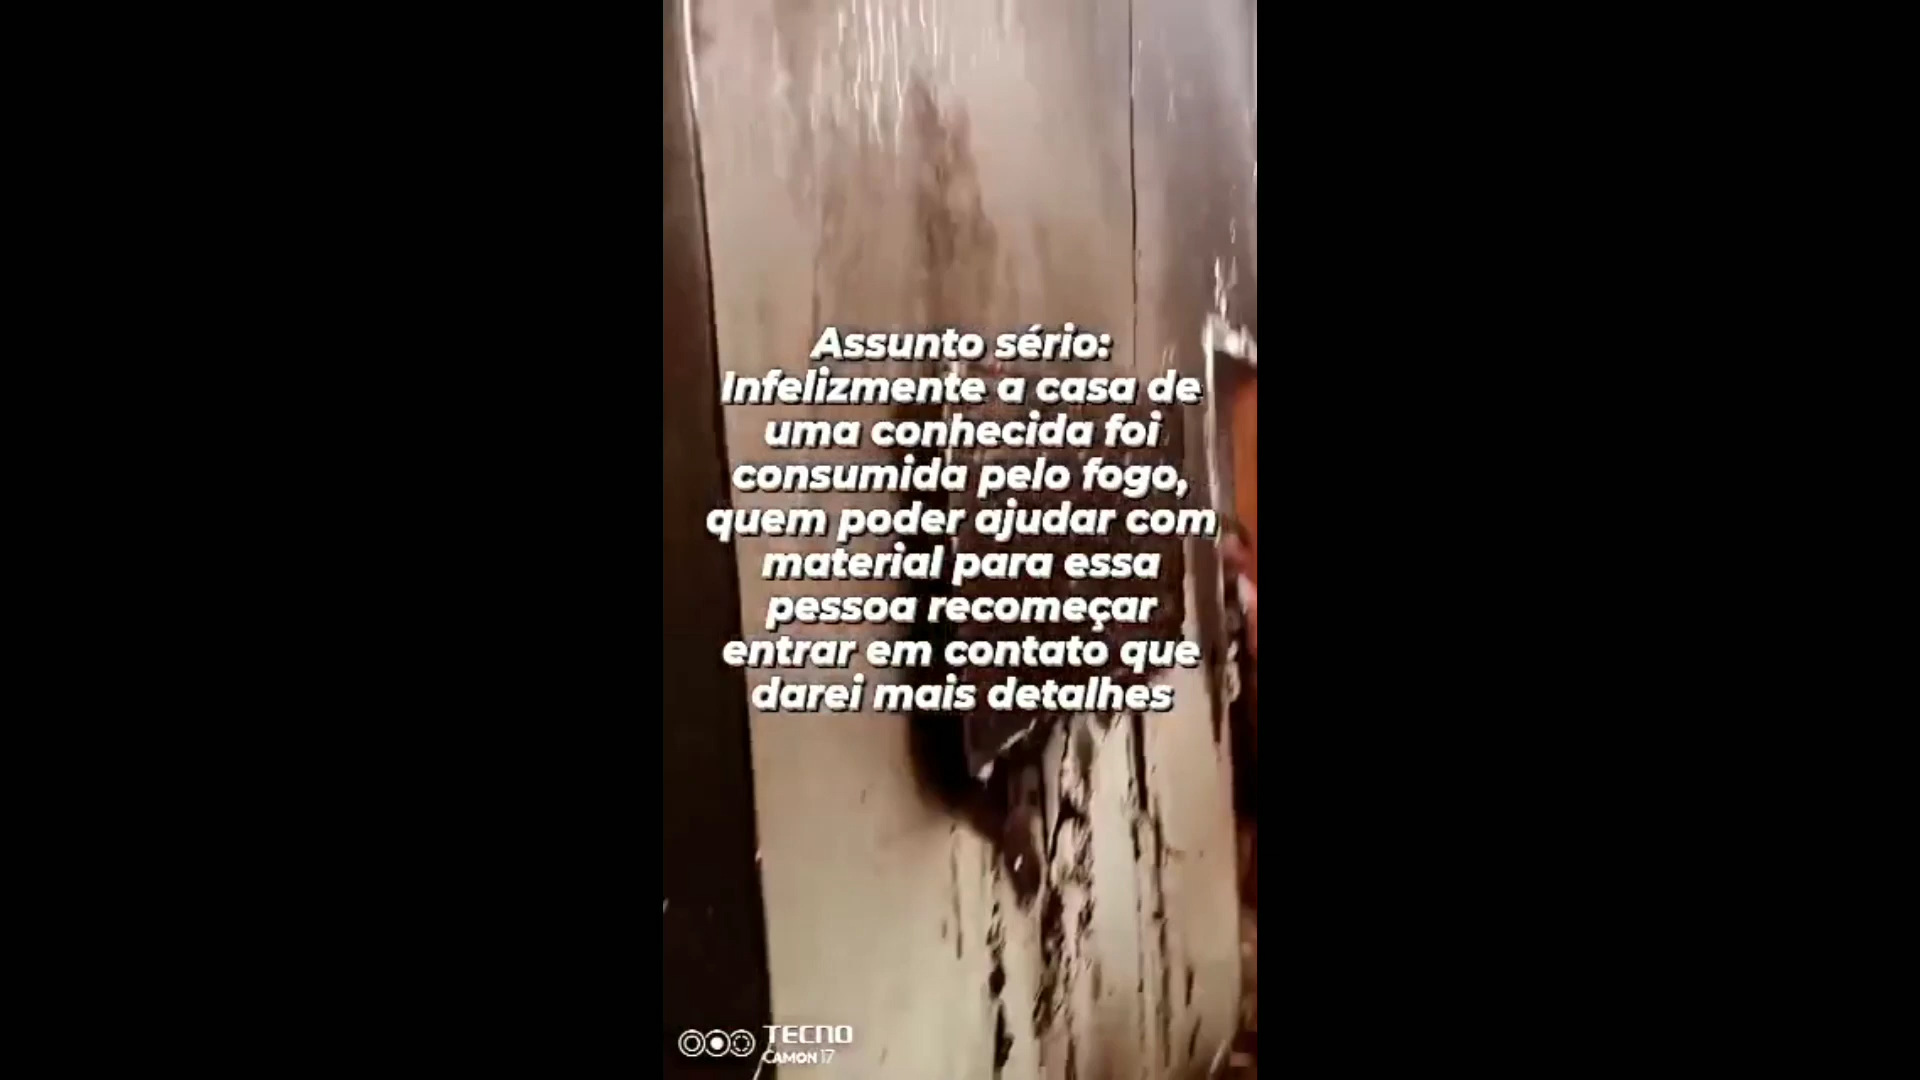 Assunto sério:
Infelizmente a casa de
uma conhecida foi
consumida pelo fogo,
quem poder ajudar com
material para essa
pessoa recomeçar
entrar em contato que
darei mais detalhes
TECNO
CAMON 17